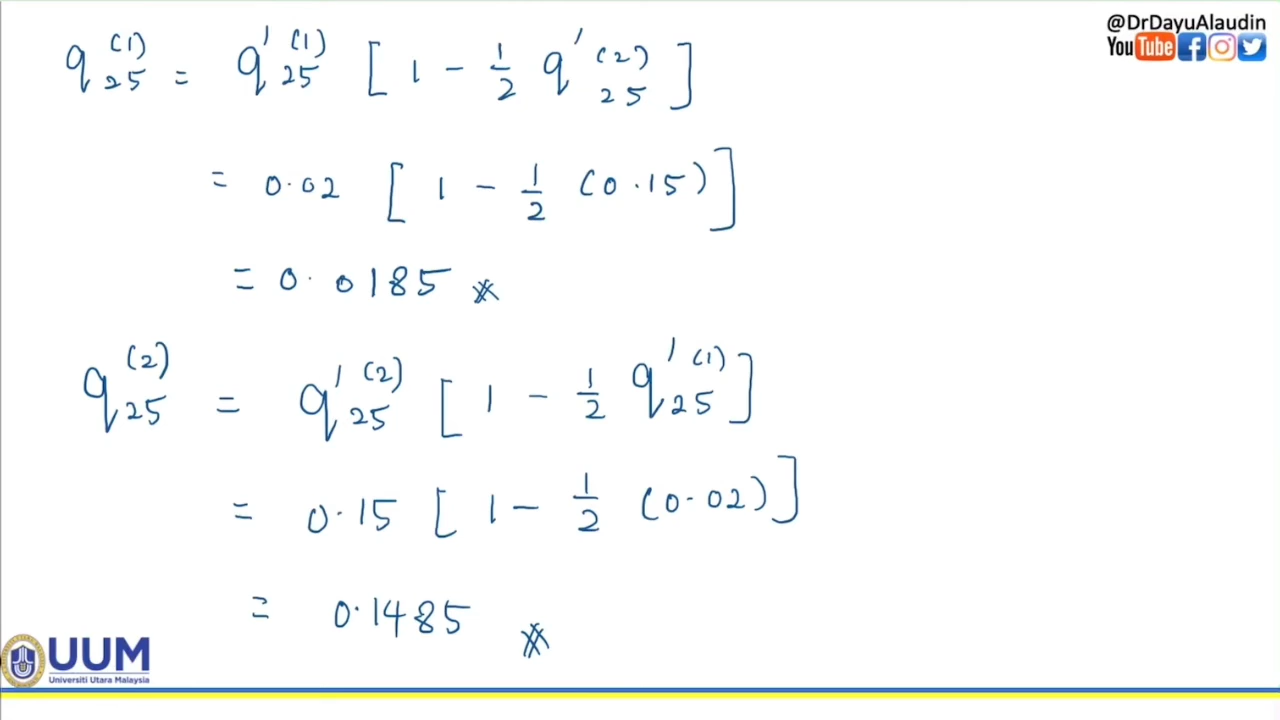 @DrDayuAlaudin
YouTube
q₂₅⁽¹⁾ = q'₂₅⁽¹⁾ [ 1 - 1/2 q'₂₅⁽²⁾ ]
= 0.02 [ 1 - 1/2 (0.15) ]
= 0.0185 *
q₂₅⁽²⁾ = q'₂₅⁽²⁾ [ 1 - 1/2 q'₂₅⁽¹⁾ ]
= 0.15 [ 1 - 1/2 (0.02) ]
= 0.1485 *
UUM
Universiti Utara Malaysia